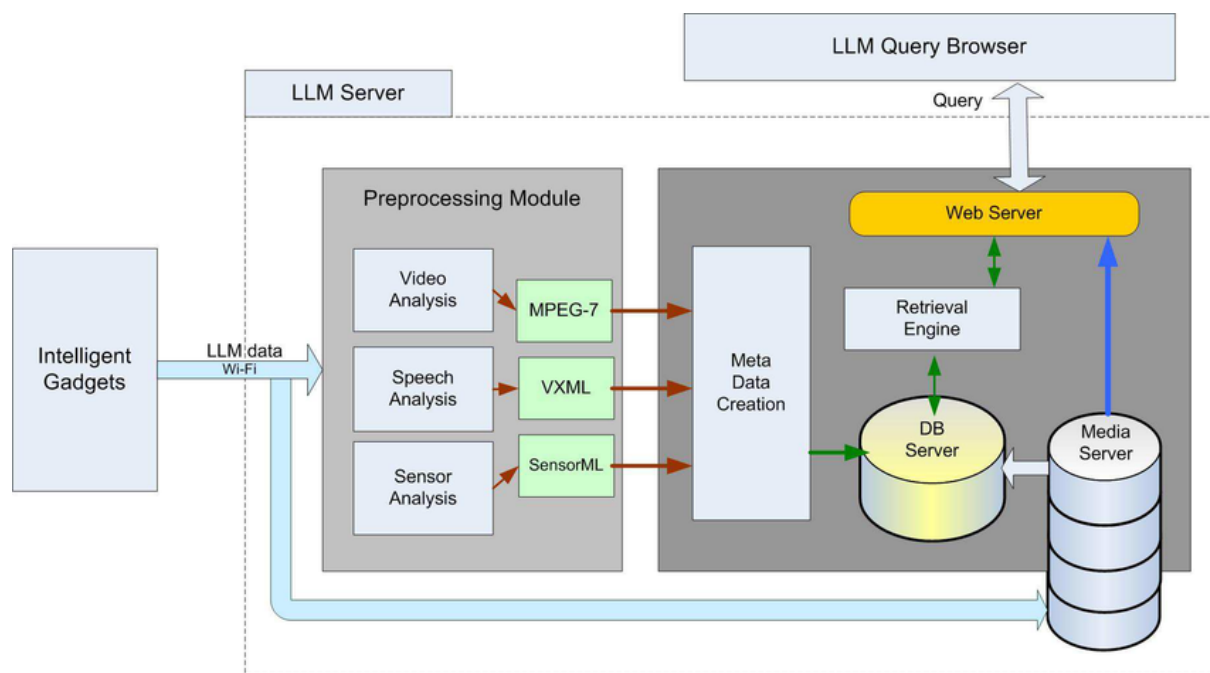 LLM Query Browser
LLM Server
Query
Preprocessing Module
Web Server
Video
Analysis
MPEG-7
Retrieval
Engine
Intelligent
Gadgets
LLM data
Wi-Fi
Speech
Analysis
VXML
Meta
Data
Creation
DB
Server
Media
Server
Sensor
Analysis
SensorML